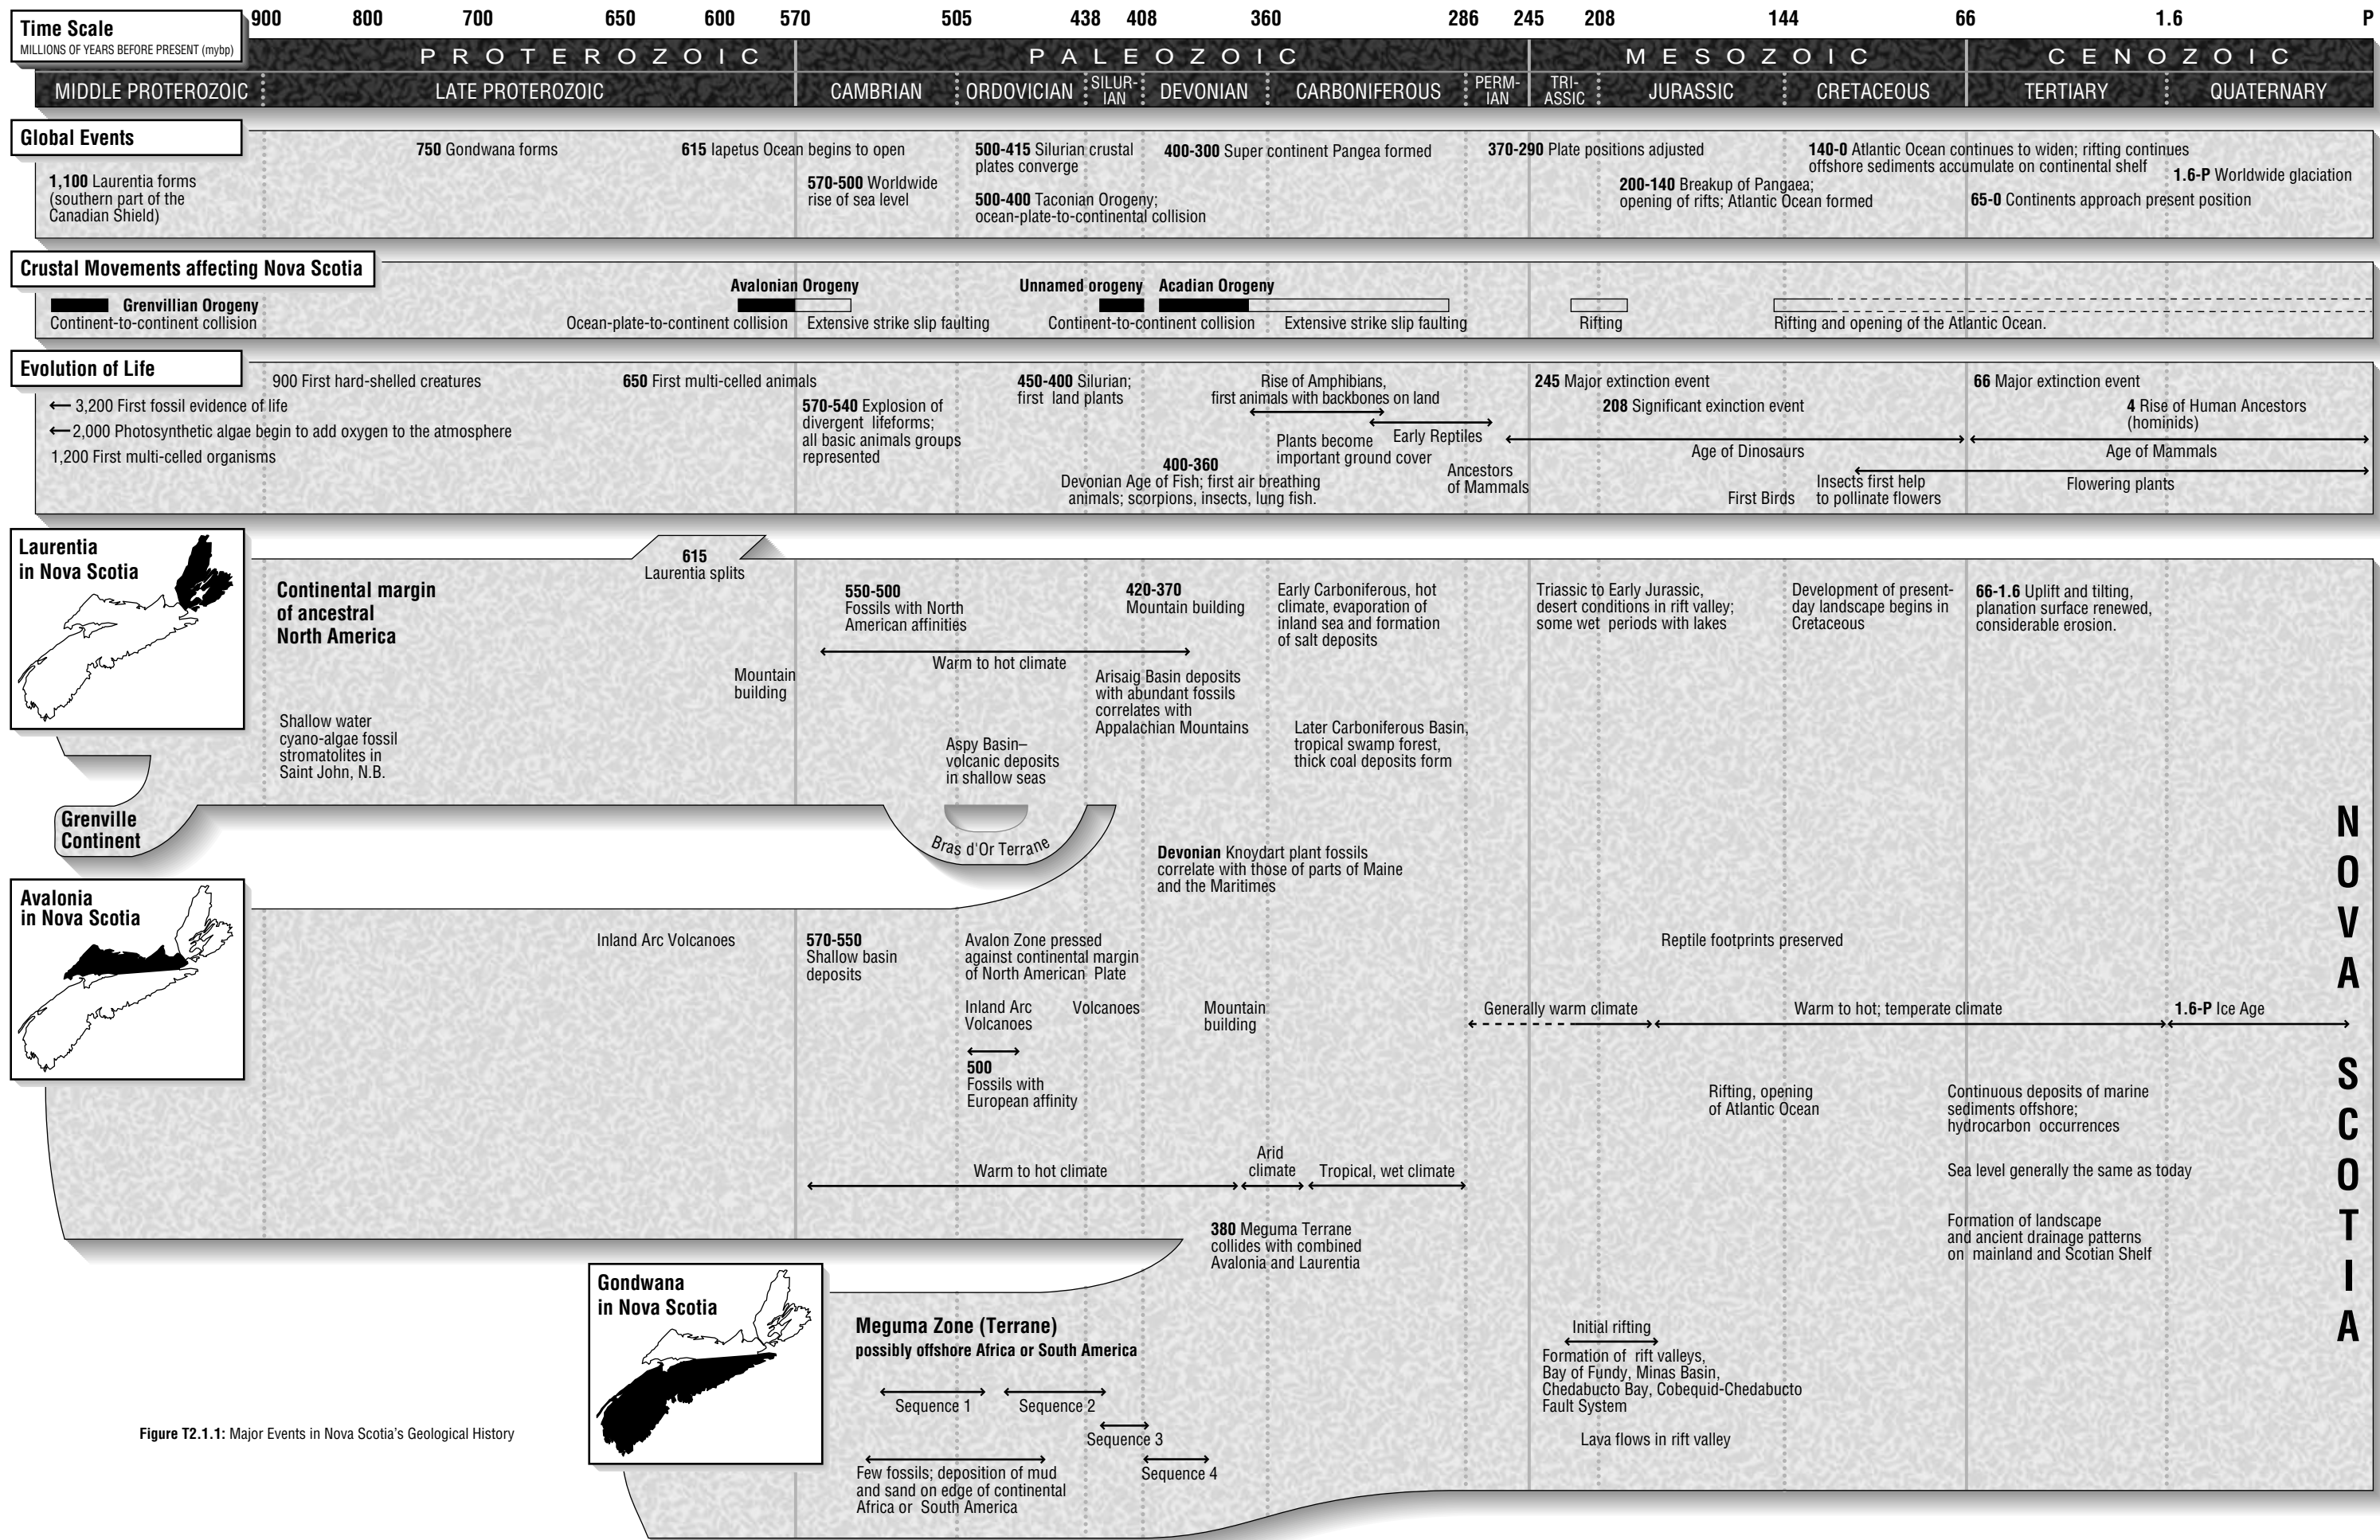 Time Scale
MILLIONS OF YEARS BEFORE PRESENT (mybp)
900 800 700 650 600 570 505 438 408 360 286 245 208 144 66 1.6 P
PROTEROZOIC PALEOZOIC MESOZOIC CENOZOIC
MIDDLE PROTEROZOIC LATE PROTEROZOIC CAMBRIAN ORDOVICIAN SILUR-
IAN DEVONIAN CARBONIFEROUS PERM-
IAN TRI-
ASSIC JURASSIC CRETACEOUS TERTIARY QUATERNARY
Global Events
1,100 Laurentia forms
(southern part of the
Canadian Shield)
750 Gondwana forms
615 Iapetus Ocean begins to open
570-500 Worldwide
rise of sea level
500-415 Silurian crustal
plates converge
500-400 Taconian Orogeny;
ocean-plate-to-continental collision
400-300 Super continent Pangea formed
370-290 Plate positions adjusted
200-140 Breakup of Pangaea;
opening of rifts; Atlantic Ocean formed
140-0 Atlantic Ocean continues to widen; rifting continues
offshore sediments accumulate on continental shelf
1.6-P Worldwide glaciation
65-0 Continents approach present position
Crustal Movements affecting Nova Scotia
Grenvillian Orogeny
Continent-to-continent collision
Avalonian Orogeny
Ocean-plate-to-continent collision
Extensive strike slip faulting
Unnamed orogeny
Acadian Orogeny
Continent-to-continent collision
Extensive strike slip faulting
Rifting
Rifting and opening of the Atlantic Ocean.
Evolution of Life
900 First hard-shelled creatures
3,200 First fossil evidence of life
2,000 Photosynthetic algae begin to add oxygen to the atmosphere
1,200 First multi-celled organisms
650 First multi-celled animals
570-540 Explosion of
divergent lifeforms;
all basic animals groups
represented
450-400 Silurian;
first land plants
Rise of Amphibians,
first animals with backbones on land
Early Reptiles
Plants become
important ground cover
400-360
Devonian Age of Fish; first air breathing
animals; scorpions, insects, lung fish.
Ancestors
of Mammals
245 Major extinction event
208 Significant exinction event
Age of Dinosaurs
First Birds
Insects first help
to pollinate flowers
66 Major extinction event
4 Rise of Human Ancestors
(hominids)
Age of Mammals
Flowering plants
Laurentia
in Nova Scotia
Continental margin
of ancestral
North America
Shallow water
cyano-algae fossil
stromatolites in
Saint John, N.B.
615
Laurentia splits
Mountain
building
550-500
Fossils with North
American affinities
Warm to hot climate
Aspy Basin–
volcanic deposits
in shallow seas
420-370
Mountain building
Arisaig Basin deposits
with abundant fossils
correlates with
Appalachian Mountains
Early Carboniferous, hot
climate, evaporation of
inland sea and formation
of salt deposits
Later Carboniferous Basin,
tropical swamp forest,
thick coal deposits form
Triassic to Early Jurassic,
desert conditions in rift valley;
some wet periods with lakes
Development of present-
day landscape begins in
Cretaceous
66-1.6 Uplift and tilting,
planation surface renewed,
considerable erosion.
Grenville
Continent
Bras d'Or Terrane
Devonian Knoydart plant fossils
correlate with those of parts of Maine
and the Maritimes
NOVA SCOTIA
Avalonia
in Nova Scotia
Inland Arc Volcanoes
570-550
Shallow basin
deposits
Avalon Zone pressed
against continental margin
of North American Plate
Inland Arc
Volcanoes
Volcanoes
Mountain
building
500
Fossils with
European affinity
Reptile footprints preserved
Generally warm climate
Warm to hot; temperate climate
1.6-P Ice Age
Rifting, opening
of Atlantic Ocean
Continuous deposits of marine
sediments offshore;
hydrocarbon occurrences
Warm to hot climate
Arid
climate
Tropical, wet climate
Sea level generally the same as today
380 Meguma Terrane
collides with combined
Avalonia and Laurentia
Formation of landscape
and ancient drainage patterns
on mainland and Scotian Shelf
Gondwana
in Nova Scotia
Meguma Zone (Terrane)
possibly offshore Africa or South America
Sequence 1
Sequence 2
Sequence 3
Sequence 4
Few fossils; deposition of mud
and sand on edge of continental
Africa or South America
Initial rifting
Formation of rift valleys,
Bay of Fundy, Minas Basin,
Chedabucto Bay, Cobequid-Chedabucto
Fault System
Lava flows in rift valley
Figure T2.1.1: Major Events in Nova Scotia's Geological History